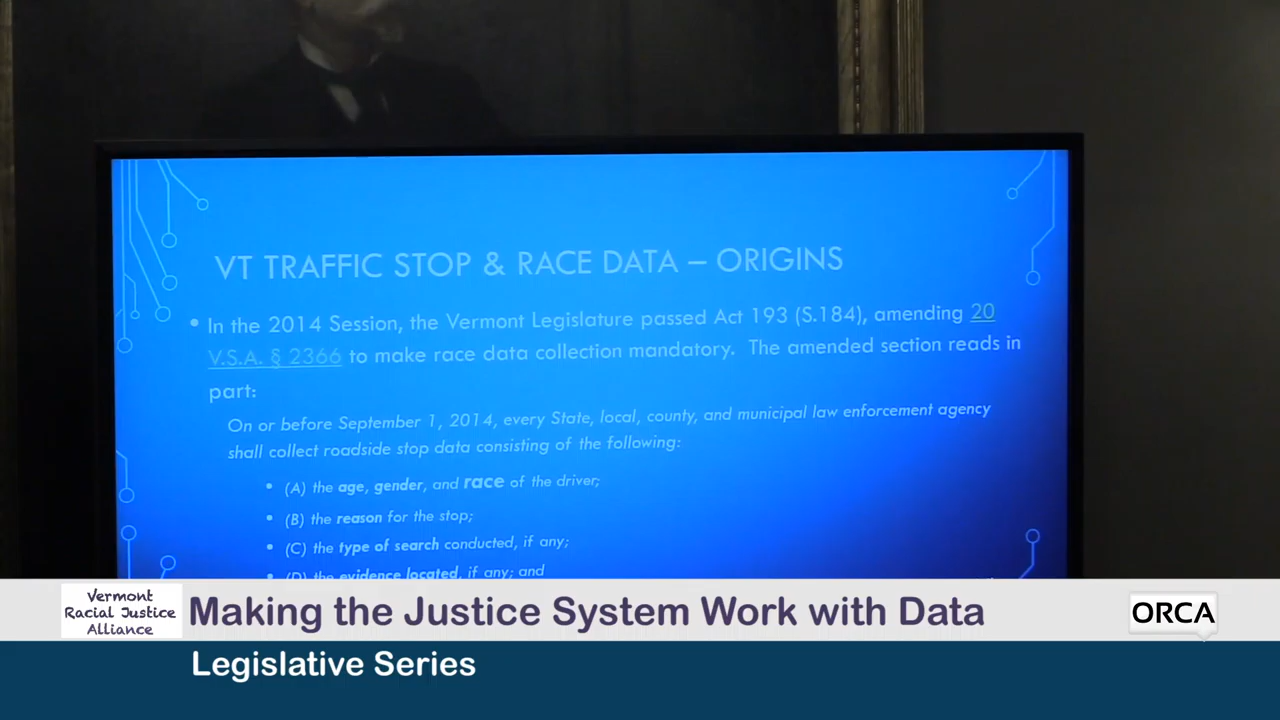 VT TRAFFIC STOP & RACE DATA – ORIGINS
• In the 2014 Session, the Vermont Legislature passed Act 193 (S.184), amending 20
V.S.A. § 2366 to make race data collection mandatory. The amended section reads in
part:
On or before September 1, 2014, every State, local, county, and municipal law enforcement agency
shall collect roadside stop data consisting of the following:
• (A) the age, gender, and race of the driver;
• (B) the reason for the stop;
• (C) the type of search conducted, if any;
• (D) the evidence located, if any; and
Vermont
Racial Justice
Alliance
Making the Justice System Work with Data
ORCA
Legislative Series